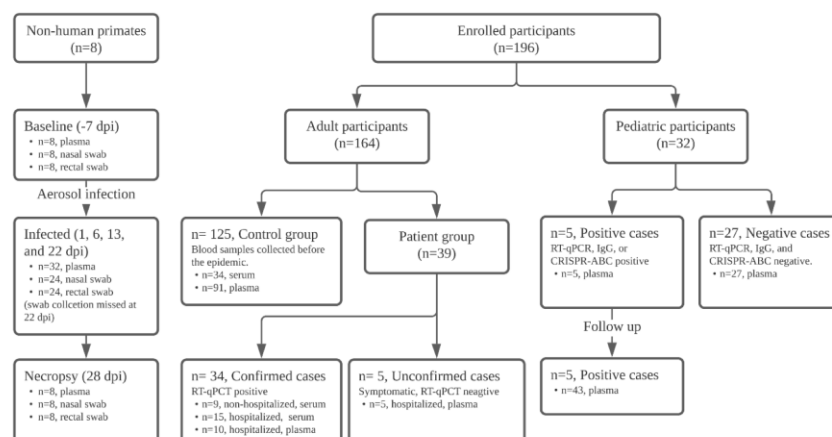 Non-human primates
(n=8)
Baseline (-7 dpi)
• n=8, plasma
• n=8, nasal swab
• n=8, rectal swab
Aerosol infection
Infected (1, 6, 13,
and 22 dpi)
• n=32, plasma
• n=24, nasal swab
• n=24, rectal swab
(swab collcetion missed at
22 dpi)
Necropsy (28 dpi)
• n=8, plasma
• n=8, nasal swab
• n=8, rectal swab
Enrolled participants
(n=196)
Adult participants
(n=164)
n= 125, Control group
Blood samples collected before
the epidemic.
• n=34, serum
• n=91, plasma
Patient group
(n=39)
n= 34, Confirmed cases
RT-qPCT positive
• n=9, non-hospitalized, serum
• n=15, hospitalized, serum
• n=10, hospitalized, plasma
n= 5, Unconfirmed cases
Symptomatic, RT-qPCT neagtive
• n=5, hospitalized, plasma
Pediatric participants
(n=32)
n=5, Positive cases
RT-qPCR, IgG, or
CRISPR-ABC positive
• n=5, plasma
Follow up
n=5, Positive cases
• n=43, plasma
n=27, Negative cases
RT-qPCR, IgG, and
CRISPR-ABC negative.
• n=27, plasma